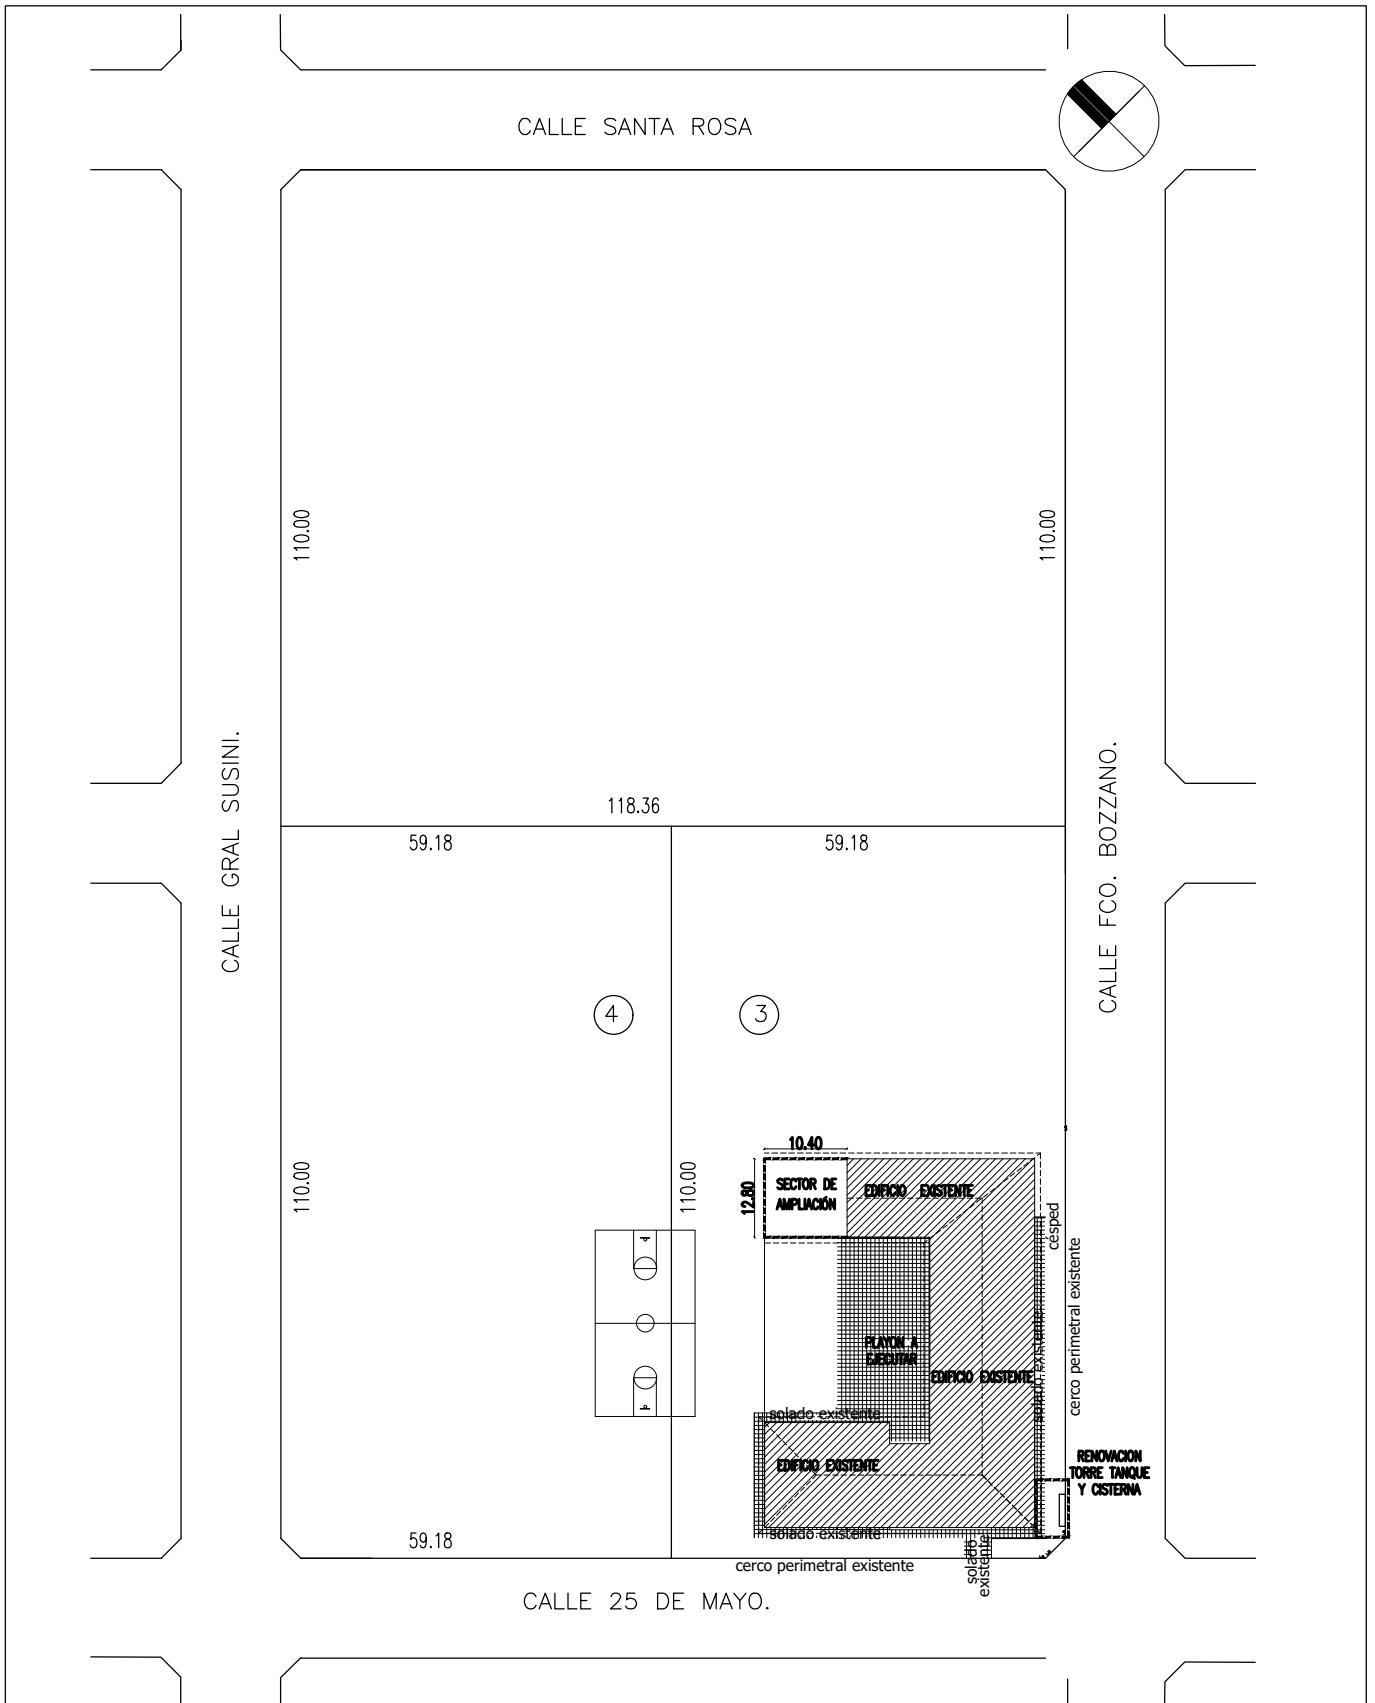 CALLE SANTA ROSA
110.00
110.00
CALLE GRAL SUSINI.
CALLE FCO. BOZZANO.
118.36
59.18
59.18
4
3
110.00
110.00
10.40
12.80
SECTOR DE
AMPLIACIÓN
EDIFICIO EXISTENTE
césped
cerco perimetral existente
solado existente
PLAYON A
EJECUTAR
EDIFICIO EXISTENTE
solado existente
EDIFICIO EXISTENTE
RENOVACION
TORRE TANQUE
Y CISTERNA
solado existente
59.18
cerco perimetral existente
solado
existente
CALLE 25 DE MAYO.